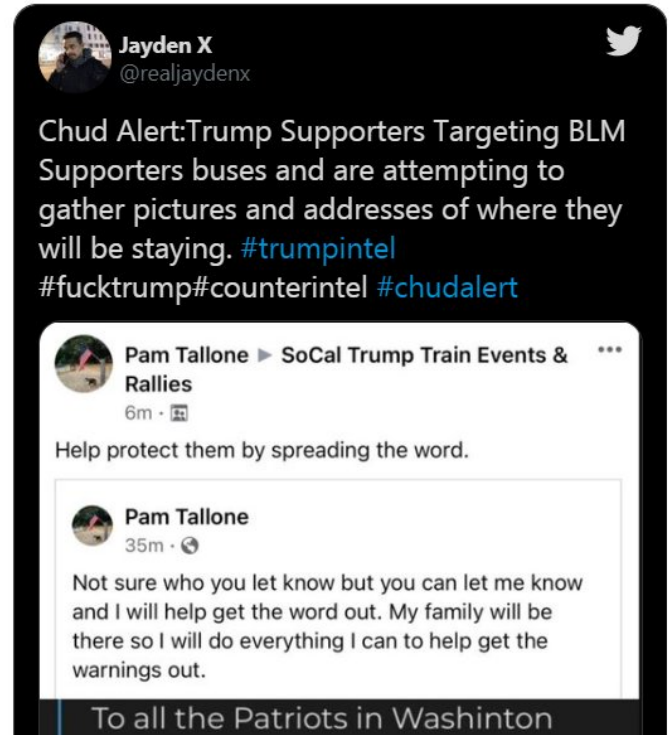 Jayden X
@realjaydenx
Chud Alert:Trump Supporters Targeting BLM
Supporters buses and are attempting to
gather pictures and addresses of where they
will be staying. #trumpintel
#fucktrump#counterintel #chudalert
Pam Tallone ▸ SoCal Trump Train Events &
Rallies
6m ·
Help protect them by spreading the word.
Pam Tallone
35m ·
Not sure who you let know but you can let me know
and I will help get the word out. My family will be
there so I will do everything I can to help get the
warnings out.
To all the Patriots in Washinton